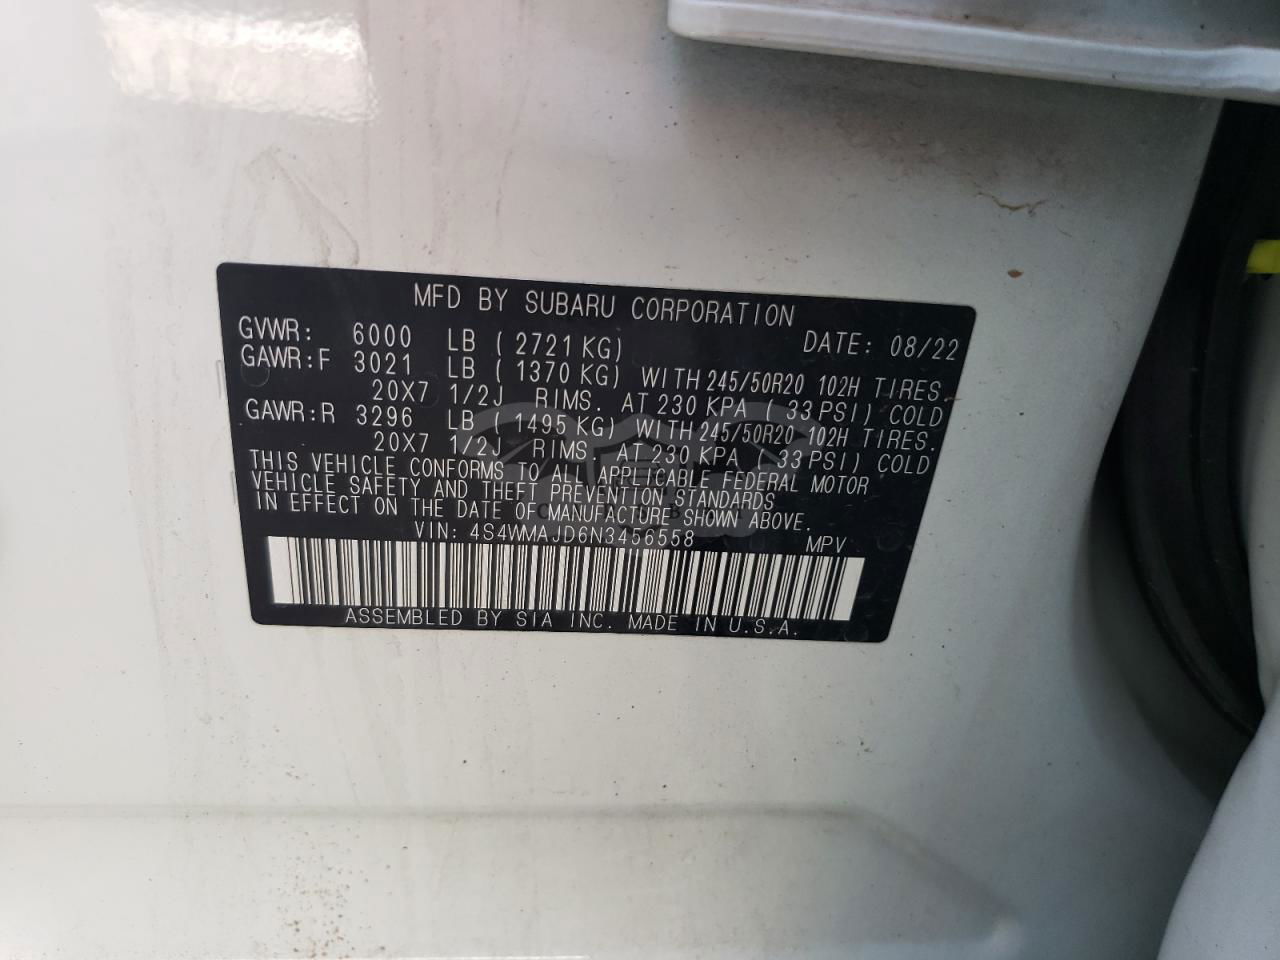 MFD BY SUBARU CORPORATION
GVWR: 6000 LB ( 2721 KG) DATE: 08/22
GAWR:F 3021 LB ( 1370 KG) WITH 245/50R20 102H TIRES.
20X7 1/2J RIMS. AT 230 KPA ( 33 PSI) COLD
GAWR:R 3296 LB ( 1495 KG) WITH 245/50R20 102H TIRES.
20X7 1/2J RIMS. AT 230 KPA ( 33 PSI) COLD
THIS VEHICLE CONFORMS TO ALL APPLICABLE FEDERAL MOTOR
VEHICLE SAFETY AND THEFT PREVENTION STANDARDS
IN EFFECT ON THE DATE OF MANUFACTURE SHOWN ABOVE.
VIN: 4S4WMAJD6N3456558 MPV
ASSEMBLED BY SIA INC. MADE IN U.S.A.